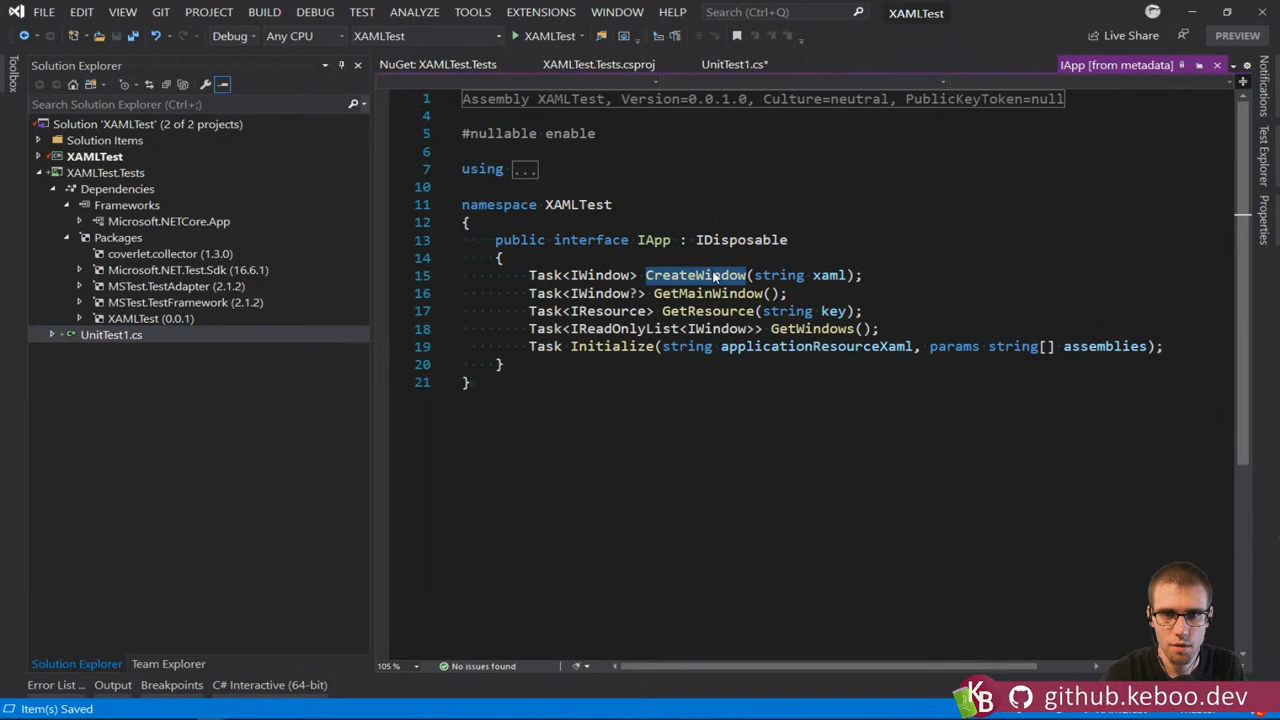 FILE EDIT VIEW GIT PROJECT BUILD DEBUG TEST ANALYZE TOOLS EXTENSIONS WINDOW HELP Search (Ctrl+Q) XAMLTest
Debug Any CPU XAMLTest XAMLTest Live Share PREVIEW
Toolbox
Solution Explorer
Search Solution Explorer (Ctrl+;)
Solution 'XAMLTest' (2 of 2 projects)
Solution Items
XAMLTest
XAMLTest.Tests
Dependencies
Frameworks
Microsoft.NETCore.App
Packages
coverlet.collector (1.3.0)
Microsoft.NET.Test.Sdk (16.6.1)
MSTest.TestAdapter (2.1.2)
MSTest.TestFramework (2.1.2)
XAMLTest (0.0.1)
UnitTest1.cs
Solution Explorer Team Explorer
NuGet: XAMLTest.Tests XAMLTest.Tests.csproj UnitTest1.cs* IApp [from metadata]
1 Assembly XAMLTest, Version=0.0.1.0, Culture=neutral, PublicKeyToken=null
4
5 #nullable enable
6
7 using ...
10
11 namespace XAMLTest
12 {
13 public interface IApp : IDisposable
14 {
15 Task<IWindow> CreateWindow(string xaml);
16 Task<IWindow?> GetMainWindow();
17 Task<IResource> GetResource(string key);
18 Task<IReadOnlyList<IWindow>> GetWindows();
19 Task Initialize(string applicationResourceXaml, params string[] assemblies);
20 }
21 }
105 % No issues found
Notifications
Test Explorer
Properties
Error List ... Output Breakpoints C# Interactive (64-bit)
Item(s) Saved
KB github.keboo.dev